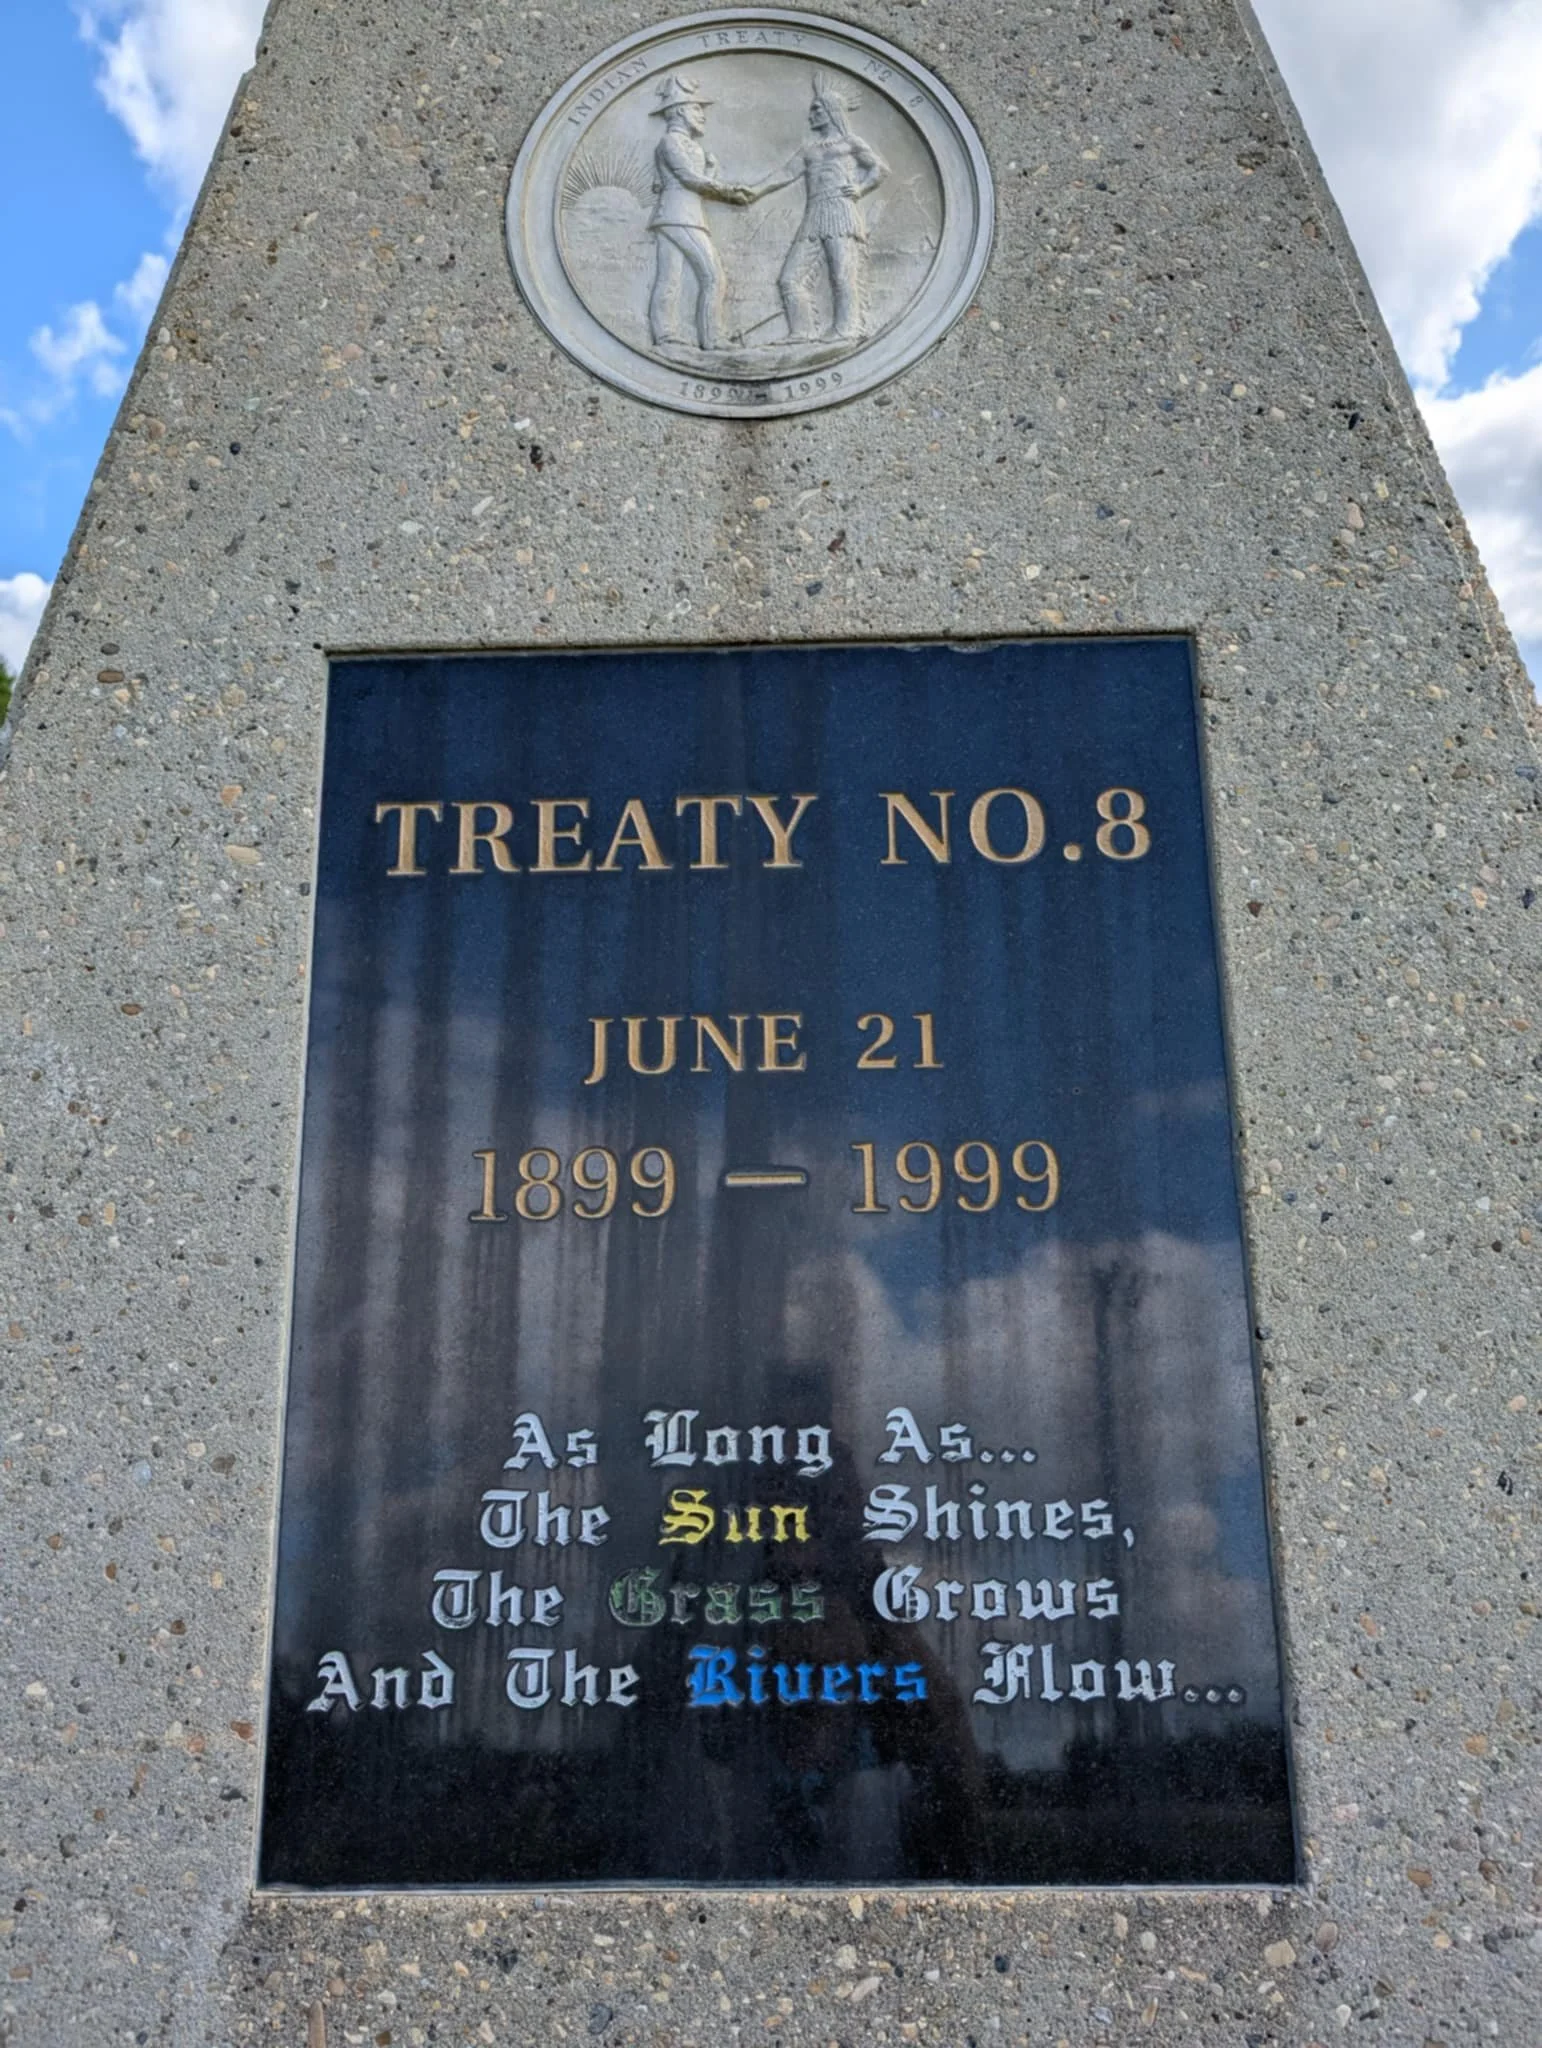 INDIAN TREATY Nº 8
1899 - 1999
TREATY NO.8
JUNE 21
1899 — 1999
As Long As...
The Sun Shines,
The Grass Grows
And The Rivers Flow...